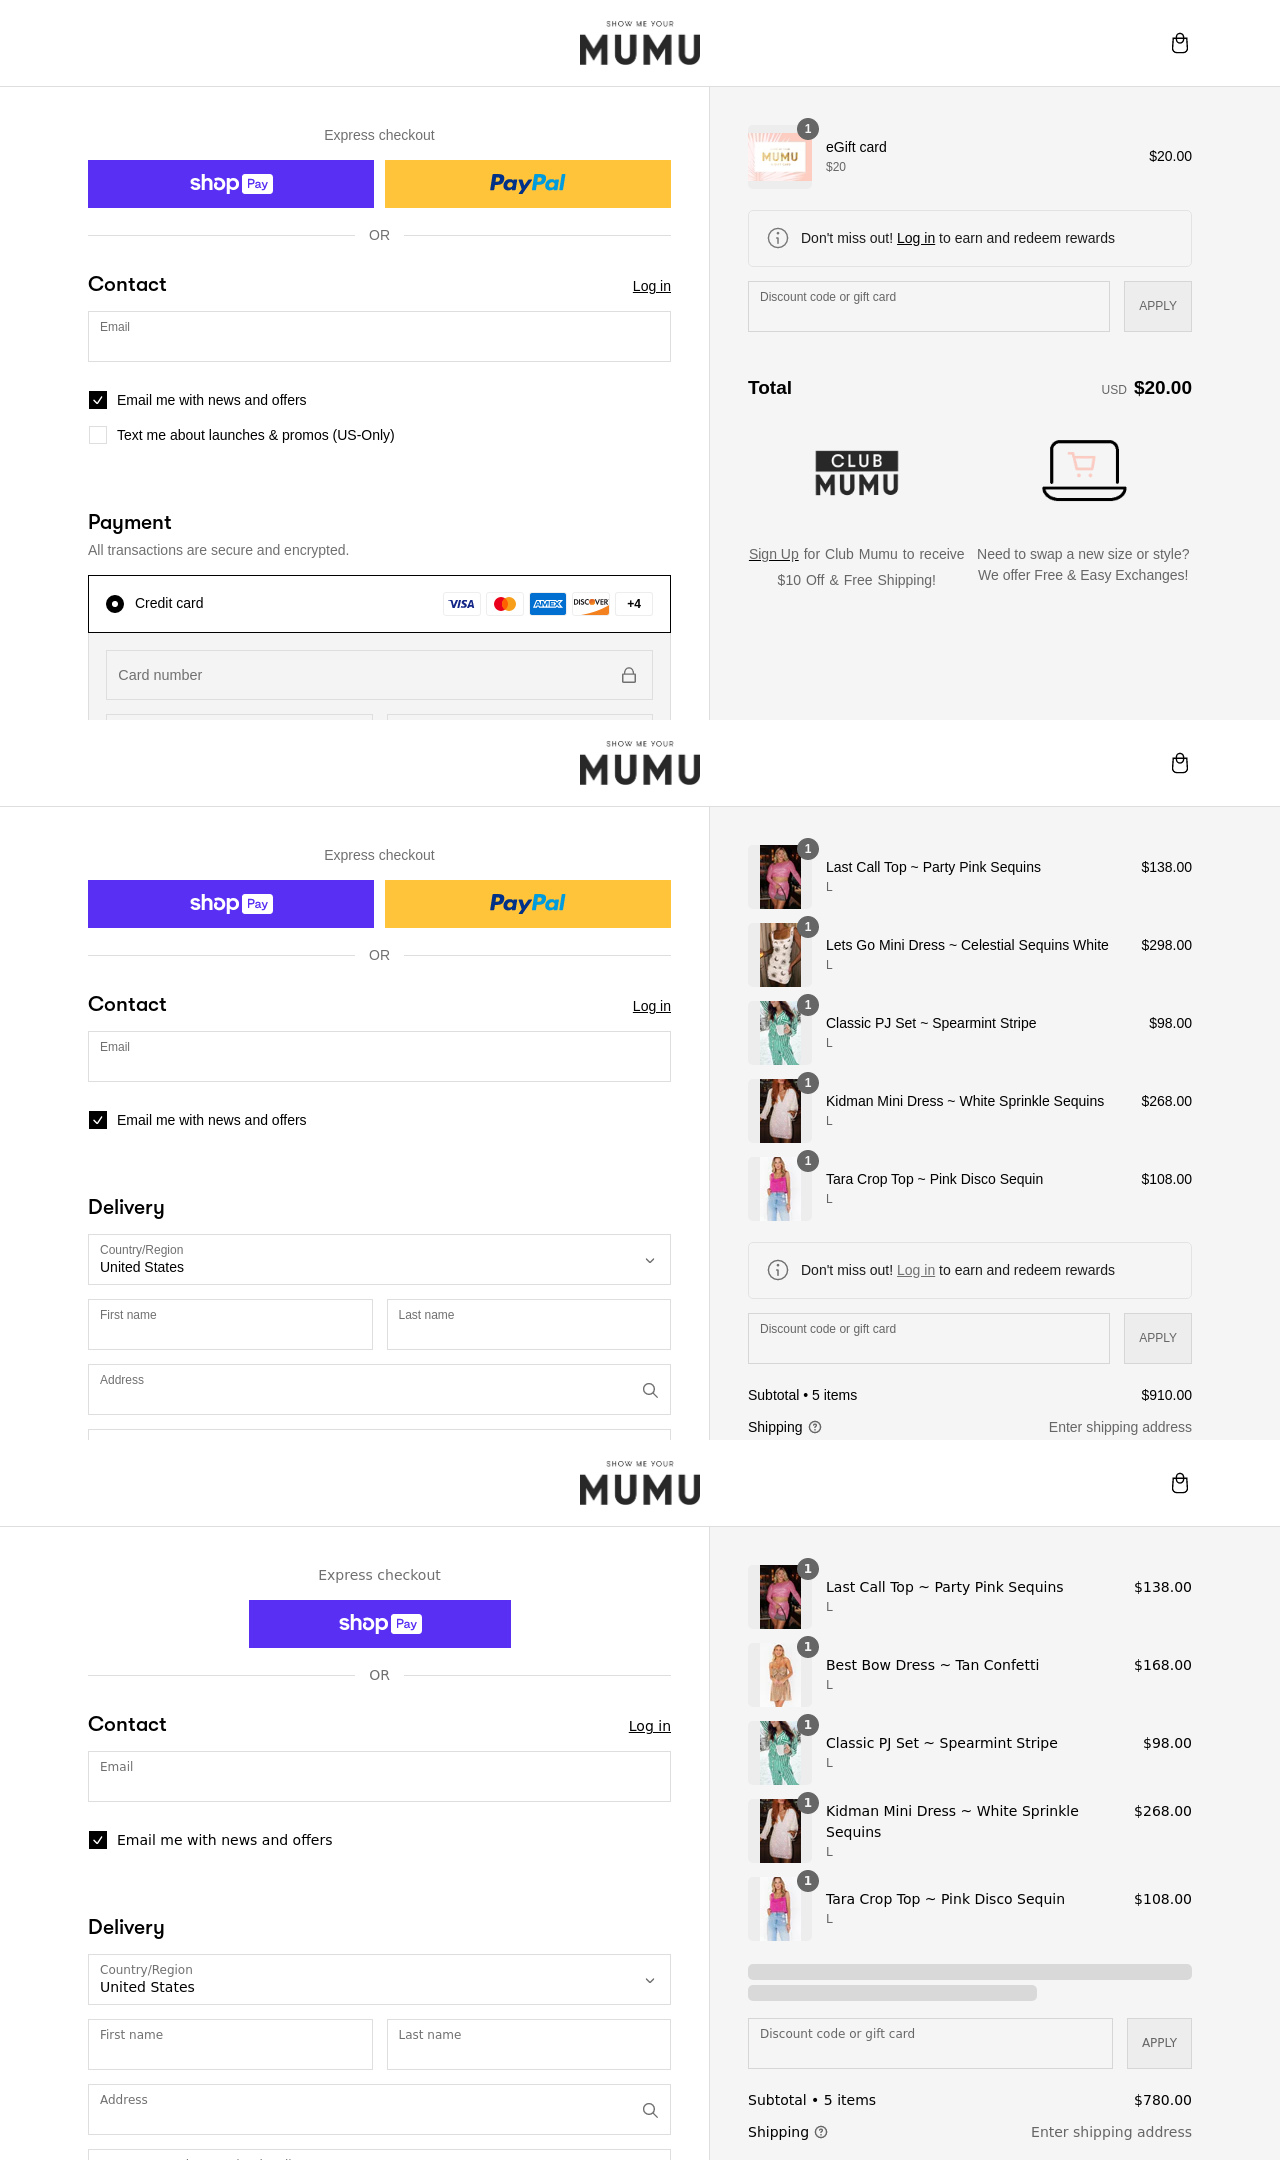 SHOW ME YOUR
MUMU
Express checkout
shop Pay
PayPal
OR
Contact
Log in
Email
Email me with news and offers
Text me about launches & promos (US-Only)
Payment
All transactions are secure and encrypted.
Credit card
VISA
AMEX
DISCOVER
+4
Card number
1
MUMU
eGift card
$20
$20.00
Don't miss out! Log in to earn and redeem rewards
Discount code or gift card
APPLY
Total
USD $20.00
CLUB
MUMU
Sign Up for Club Mumu to receive
$10 Off & Free Shipping!
Need to swap a new size or style?
We offer Free & Easy Exchanges!
SHOW ME YOUR
MUMU
Express checkout
shop Pay
PayPal
OR
Contact
Log in
Email
Email me with news and offers
Delivery
Country/Region
United States
First name
Last name
Address
1
Last Call Top ~ Party Pink Sequins
L
$138.00
1
Lets Go Mini Dress ~ Celestial Sequins White
L
$298.00
1
Classic PJ Set ~ Spearmint Stripe
L
$98.00
1
Kidman Mini Dress ~ White Sprinkle Sequins
L
$268.00
1
Tara Crop Top ~ Pink Disco Sequin
L
$108.00
Don't miss out! Log in to earn and redeem rewards
Discount code or gift card
APPLY
Subtotal • 5 items
$910.00
Shipping
Enter shipping address
SHOW ME YOUR
MUMU
Express checkout
shop Pay
OR
Contact
Log in
Email
Email me with news and offers
Delivery
Country/Region
United States
First name
Last name
Address
1
Last Call Top ~ Party Pink Sequins
L
$138.00
1
Best Bow Dress ~ Tan Confetti
L
$168.00
1
Classic PJ Set ~ Spearmint Stripe
L
$98.00
1
Kidman Mini Dress ~ White Sprinkle
Sequins
L
$268.00
1
Tara Crop Top ~ Pink Disco Sequin
L
$108.00
Discount code or gift card
APPLY
Subtotal • 5 items
$780.00
Shipping
Enter shipping address